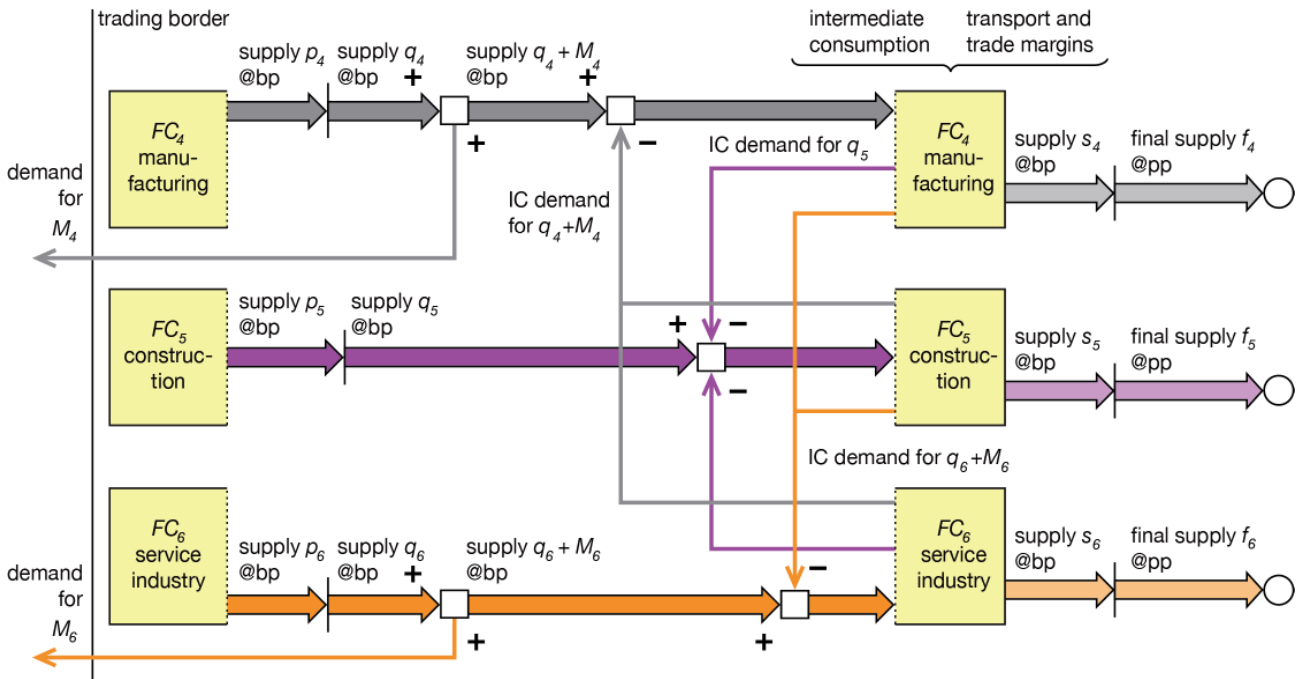 trading border
intermediate
consumption
transport and
trade margins
supply p4
@bp
supply q4
@bp
+
supply q4 + M4
@bp
+
FC4
manu-
facturing
+
−
IC demand for q5
FC4
manu-
facturing
supply s4
@bp
final supply f4
@pp
demand
for
M4
IC demand
for q4+M4
supply p5
@bp
supply q5
@bp
FC5
construc-
tion
+
−
−
FC5
construc-
tion
supply s5
@bp
final supply f5
@pp
IC demand for q6+M6
FC6
service
industry
supply p6
@bp
supply q6
@bp
+
supply q6 + M6
@bp
−
FC6
service
industry
supply s6
@bp
final supply f6
@pp
demand
for
M6
+
+